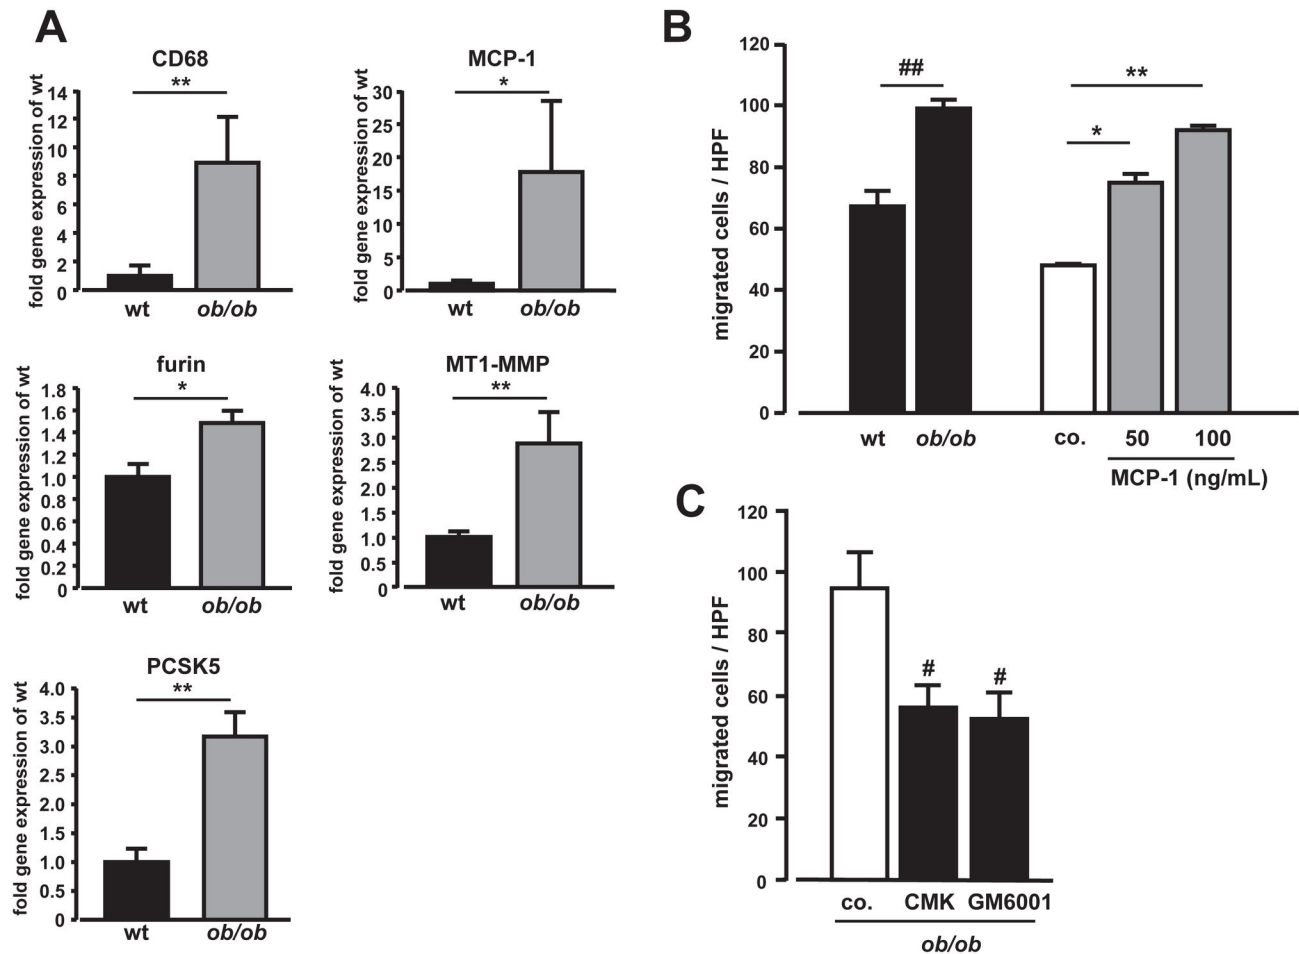 A
CD68
**
fold gene expression of wt
14
12
10
8
6
4
2
0
wt
ob/ob
MCP-1
*
fold gene expression of wt
30
25
20
15
10
5
0
wt
ob/ob
furin
*
fold gene expression of wt
1.8
1.6
1.4
1.2
1.0
0.8
0.6
0.4
0.2
0
wt
ob/ob
MT1-MMP
**
fold gene expression of wt
4.0
3.5
3.0
2.5
2.0
1.5
1.0
0.5
0
wt
ob/ob
PCSK5
**
fold gene expression of wt
4.0
3.5
3.0
2.5
2.0
1.5
1.0
0.5
0
wt
ob/ob
B
migrated cells / HPF
120
100
80
60
40
20
0
##
**
*
wt
ob/ob
co.
50
100
MCP-1 (ng/mL)
C
migrated cells / HPF
120
100
80
60
40
20
0
#
#
co.
CMK
GM6001
ob/ob